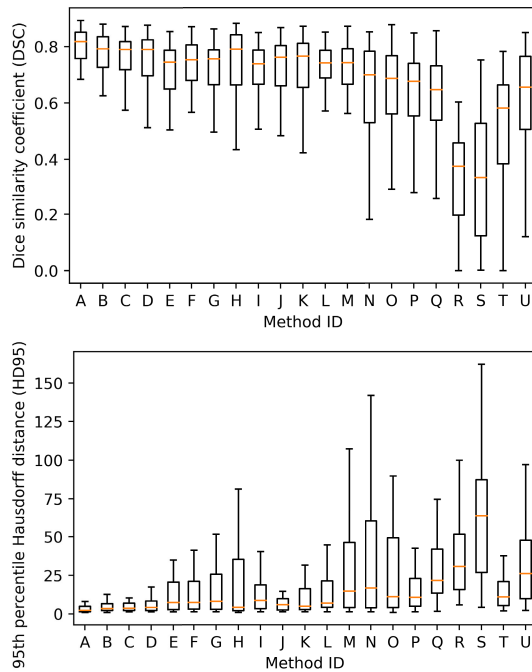 Dice similarity coefficient (DSC)
0.8
0.6
0.4
0.2
0.0
A B C D E F G H I J K L M N O P Q R S T U
Method ID
95th percentile Hausdorff distance (HD95)
150
125
100
75
50
25
0
A B C D E F G H I J K L M N O P Q R S T U
Method ID